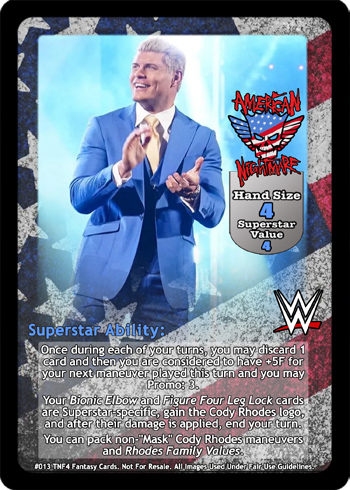 AMERICAN
NIGHTMARE
Hand Size
4
Superstar
Value
4
W
Superstar Ability:
Once during each of your turns, you may discard 1
card and then you are considered to have +5F for
your next maneuver played this turn and you may
Promo: 3.
Your Bionic Elbow and Figure Four Leg Lock cards
are Superstar-specific, gain the Cody Rhodes logo,
and after their damage is applied, end your turn.
You can pack non-"Mask" Cody Rhodes maneuvers
and Rhodes Family Values.
#013 TNF4 Fantasy Cards. Not For Resale. All Images Used Under Fair Use Guidelines.